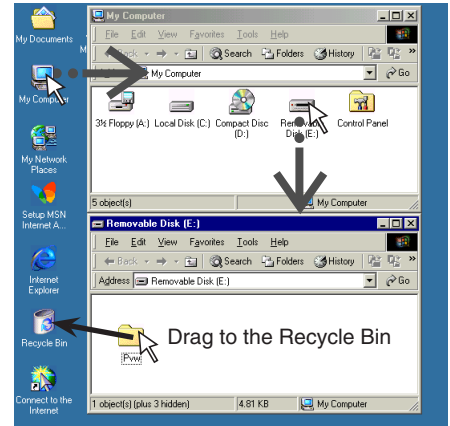 My Documents
My Computer
My Network
Places
Setup MSN
Internet A...
Internet
Explorer
Recycle Bin
Connect to the
Internet
My Computer
File Edit View Favorites Tools Help
Back Search Folders History »
My Computer Go
3½ Floppy (A:) Local Disk (C:) Compact Disc
(D:) Removable
Disk (E:) Control Panel
5 object(s) My Computer
Removable Disk (E:)
File Edit View Favorites Tools Help
Back Search Folders History »
Address Removable Disk (E:) Go
Drag to the Recycle Bin
Pvw
1 object(s) (plus 3 hidden) 4.81 KB My Computer